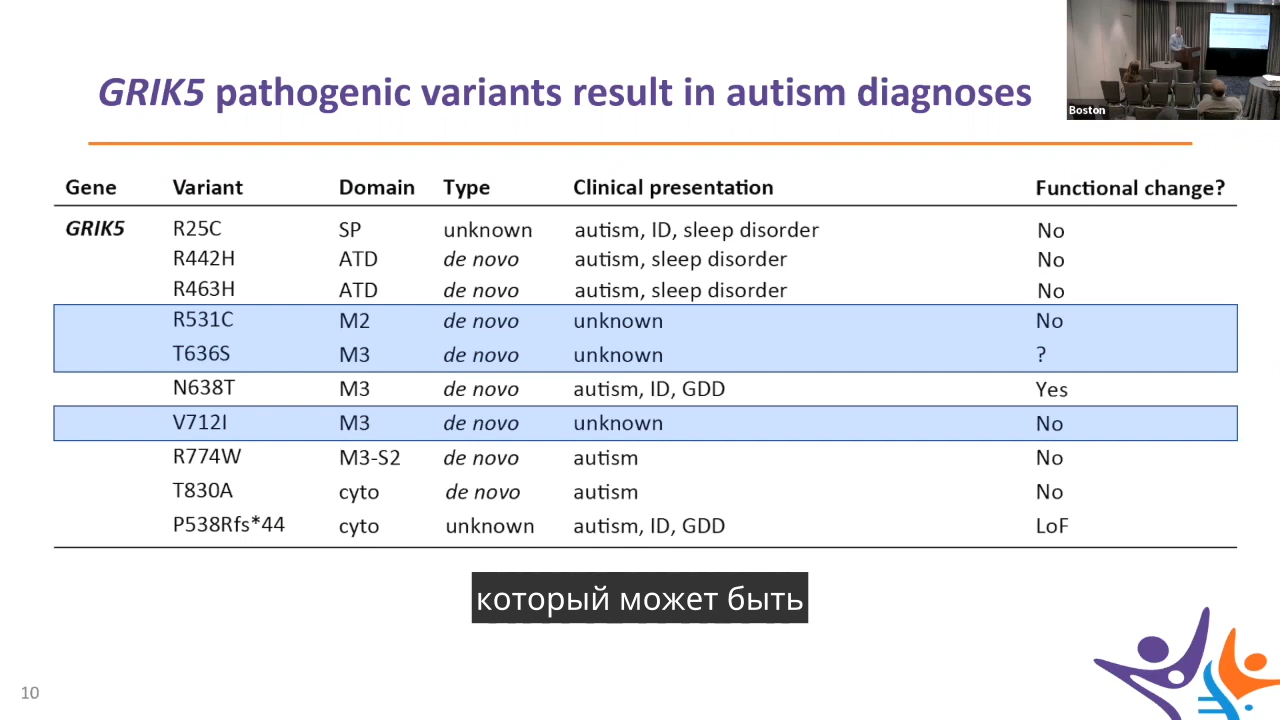 GRIK5 pathogenic variants result in autism diagnoses
Boston
Gene Variant Domain Type Clinical presentation Functional change?
GRIK5 R25C SP unknown autism, ID, sleep disorder No
R442H ATD de novo autism, sleep disorder No
R463H ATD de novo autism, sleep disorder No
R531C M2 de novo unknown No
T636S M3 de novo unknown ?
N638T M3 de novo autism, ID, GDD Yes
V712I M3 de novo unknown No
R774W M3-S2 de novo autism No
T830A cyto de novo autism No
P538Rfs*44 cyto unknown autism, ID, GDD LoF
который может быть
10